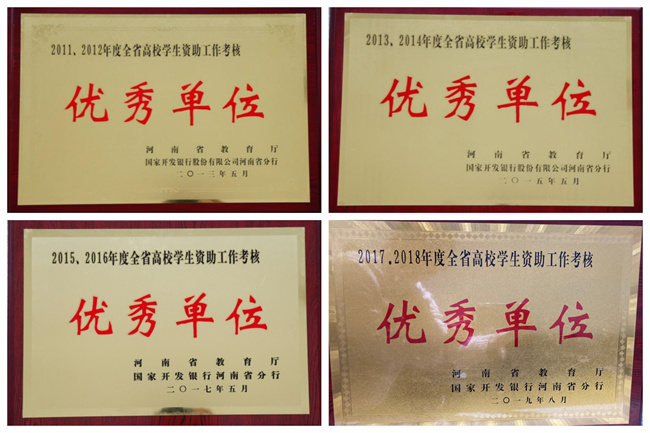 2011、2012年度全省高校学生资助工作考核
优秀单位
河南省教育厅
国家开发银行股份有限公司河南省分行
二〇一三年五月
2013、2014年度全省高校学生资助工作考核
优秀单位
河南省教育厅
国家开发银行股份有限公司河南省分行
二〇一五年五月
2015、2016年度全省高校学生资助工作考核
优秀单位
河南省教育厅
国家开发银行河南省分行
二〇一七年五月
2017、2018年度全省高校学生资助工作考核
优秀单位
河南省教育厅
国家开发银行河南省分行
二〇一九年八月